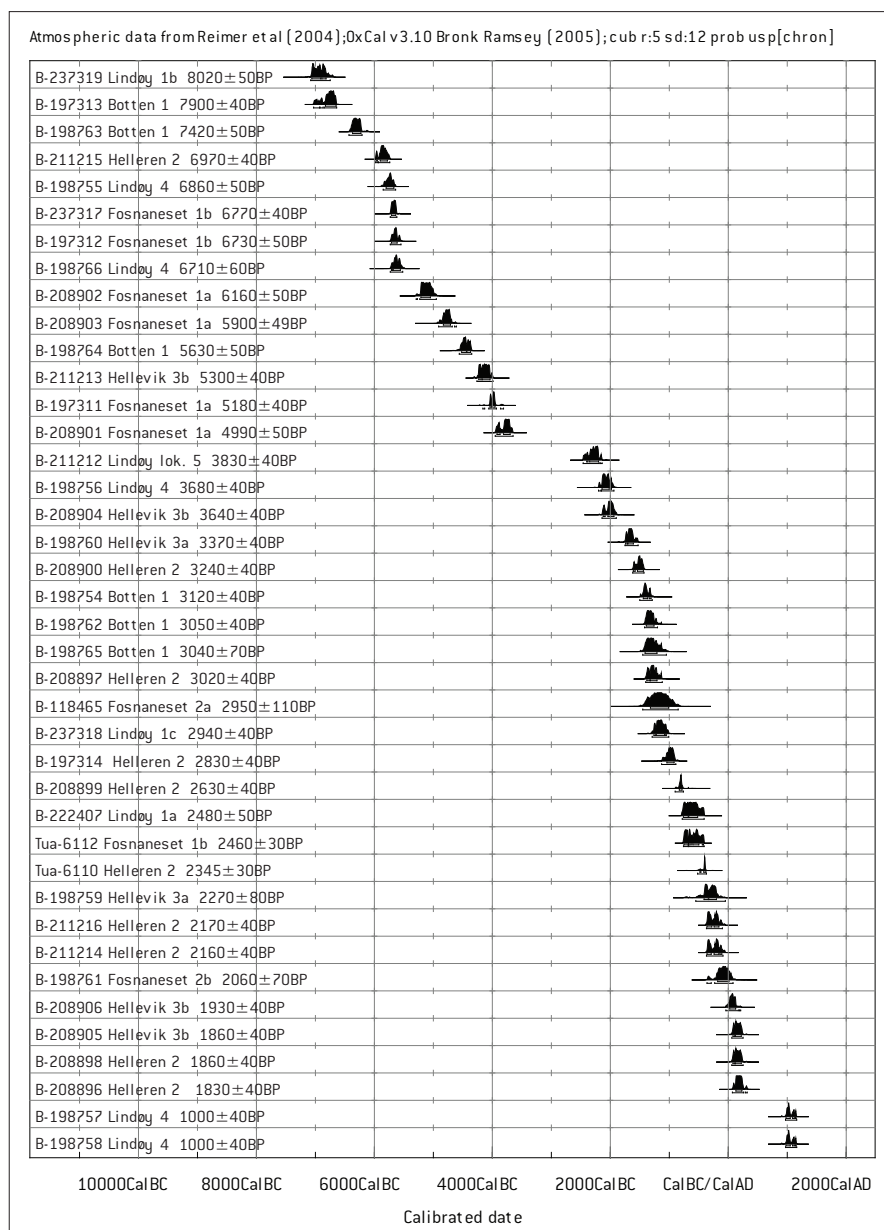 Atmospheric data from Reimer et al (2004);OxCal v3.10 Bronk Ramsey (2005); cub r:5 sd:12 prob usp[chron]
B-237319 Lindøy 1b 8020±50BP
B-197313 Botten 1 7900±40BP
B-198763 Botten 1 7420±50BP
B-211215 Helleren 2 6970±40BP
B-198755 Lindøy 4 6860±50BP
B-237317 Fosnaneset 1b 6770±40BP
B-197312 Fosnaneset 1b 6730±50BP
B-198766 Lindøy 4 6710±60BP
B-208902 Fosnaneset 1a 6160±50BP
B-208903 Fosnaneset 1a 5900±49BP
B-198764 Botten 1 5630±50BP
B-211213 Hellevik 3b 5300±40BP
B-197311 Fosnaneset 1a 5180±40BP
B-208901 Fosnaneset 1a 4990±50BP
B-211212 Lindøy lok. 5 3830±40BP
B-198756 Lindøy 4 3680±40BP
B-208904 Hellevik 3b 3640±40BP
B-198760 Hellevik 3a 3370±40BP
B-208900 Helleren 2 3240±40BP
B-198754 Botten 1 3120±40BP
B-198762 Botten 1 3050±40BP
B-198765 Botten 1 3040±70BP
B-208897 Helleren 2 3020±40BP
B-118465 Fosnaneset 2a 2950±110BP
B-237318 Lindøy 1c 2940±40BP
B-197314 Helleren 2 2830±40BP
B-208899 Helleren 2 2630±40BP
B-222407 Lindøy 1a 2480±50BP
Tua-6112 Fosnaneset 1b 2460±30BP
Tua-6110 Helleren 2 2345±30BP
B-198759 Hellevik 3a 2270±80BP
B-211216 Helleren 2 2170±40BP
B-211214 Helleren 2 2160±40BP
B-198761 Fosnaneset 2b 2060±70BP
B-208906 Hellevik 3b 1930±40BP
B-208905 Hellevik 3b 1860±40BP
B-208898 Helleren 2 1860±40BP
B-208896 Helleren 2 1830±40BP
B-198757 Lindøy 4 1000±40BP
B-198758 Lindøy 4 1000±40BP
10000CalBC 8000CalBC 6000CalBC 4000CalBC 2000CalBC CalBC/CalAD 2000CalAD
Calibrated date